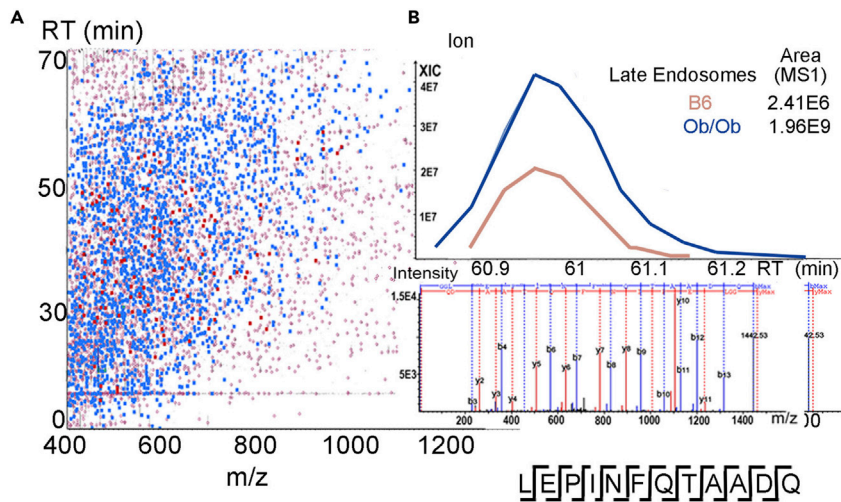 A
RT (min)
70
50
30
0
400 600 800 1000 1200
m/z
B
Ion
XIC
4E7
3E7
2E7
1E7
Late Endosomes Area (MS1)
B6 2.41E6
Ob/Ob 1.96E9
60.9 61 61.1 61.2 RT (min)
Intensity
1,5E4
5E3
b3 y2 y3 b4 y4 y5 b6 y6 b7 y7 b8 y8 b9 b10 y10 b11 b12 y11 b13
1442.53
42.53
200 400 600 800 1000 1200 1400 m/z 00
LEPINFQTAADQ